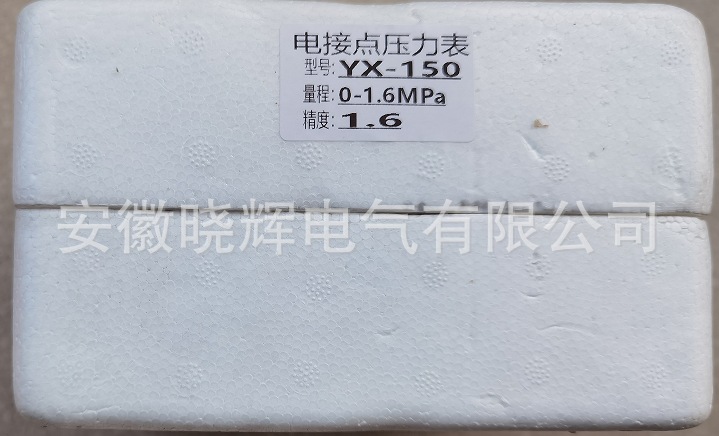 电接点压力表
型号: YX-150
量程: 0-1.6MPa
精度: 1.6
安徽晓辉电气有限公司